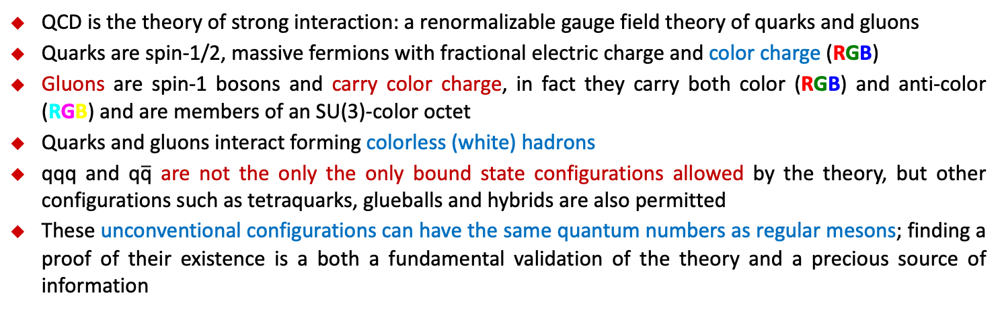 ◆ QCD is the theory of strong interaction: a renormalizable gauge field theory of quarks and gluons
◆ Quarks are spin-1/2, massive fermions with fractional electric charge and color charge (RGB)
◆ Gluons are spin-1 bosons and carry color charge, in fact they carry both color (RGB) and anti-color
(RGB) and are members of an SU(3)-color octet
◆ Quarks and gluons interact forming colorless (white) hadrons
◆ qqq and qq̅ are not the only the only bound state configurations allowed by the theory, but other
configurations such as tetraquarks, glueballs and hybrids are also permitted
◆ These unconventional configurations can have the same quantum numbers as regular mesons; finding a
proof of their existence is a both a fundamental validation of the theory and a precious source of
information